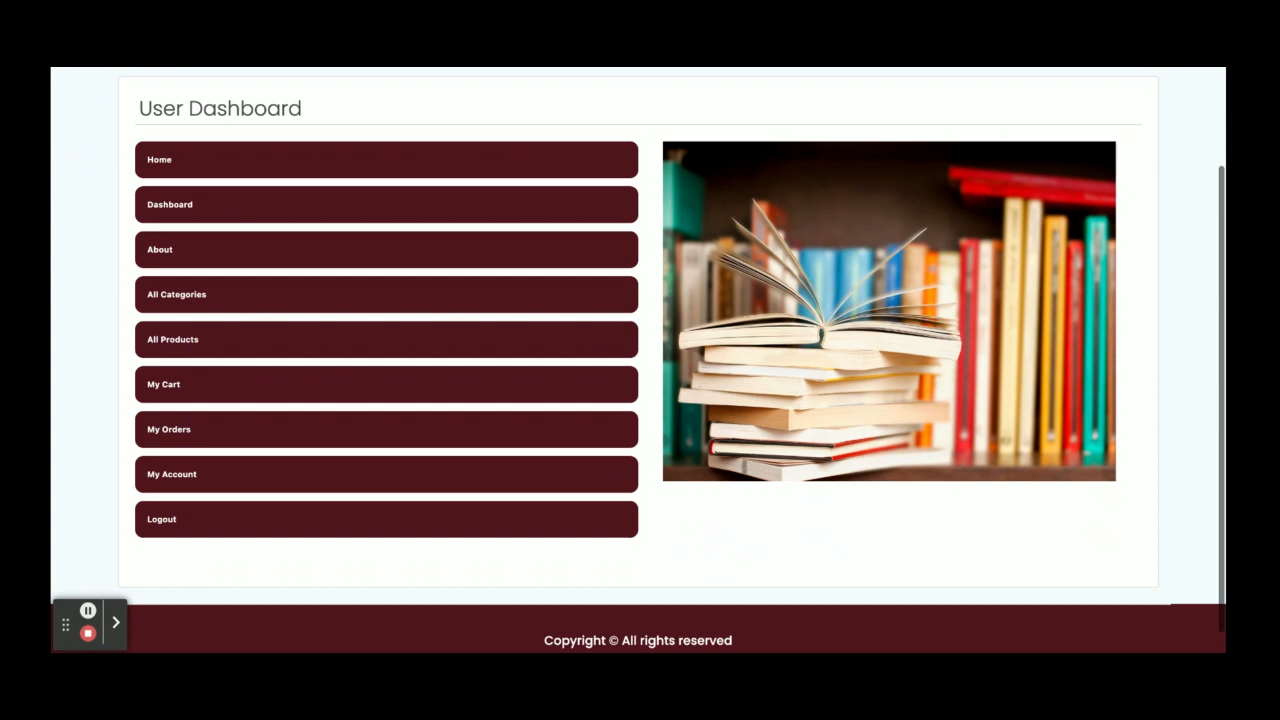 User Dashboard
Home
Dashboard
About
All Categories
All Products
My Cart
My Orders
My Account
Logout
Copyright © All rights reserved